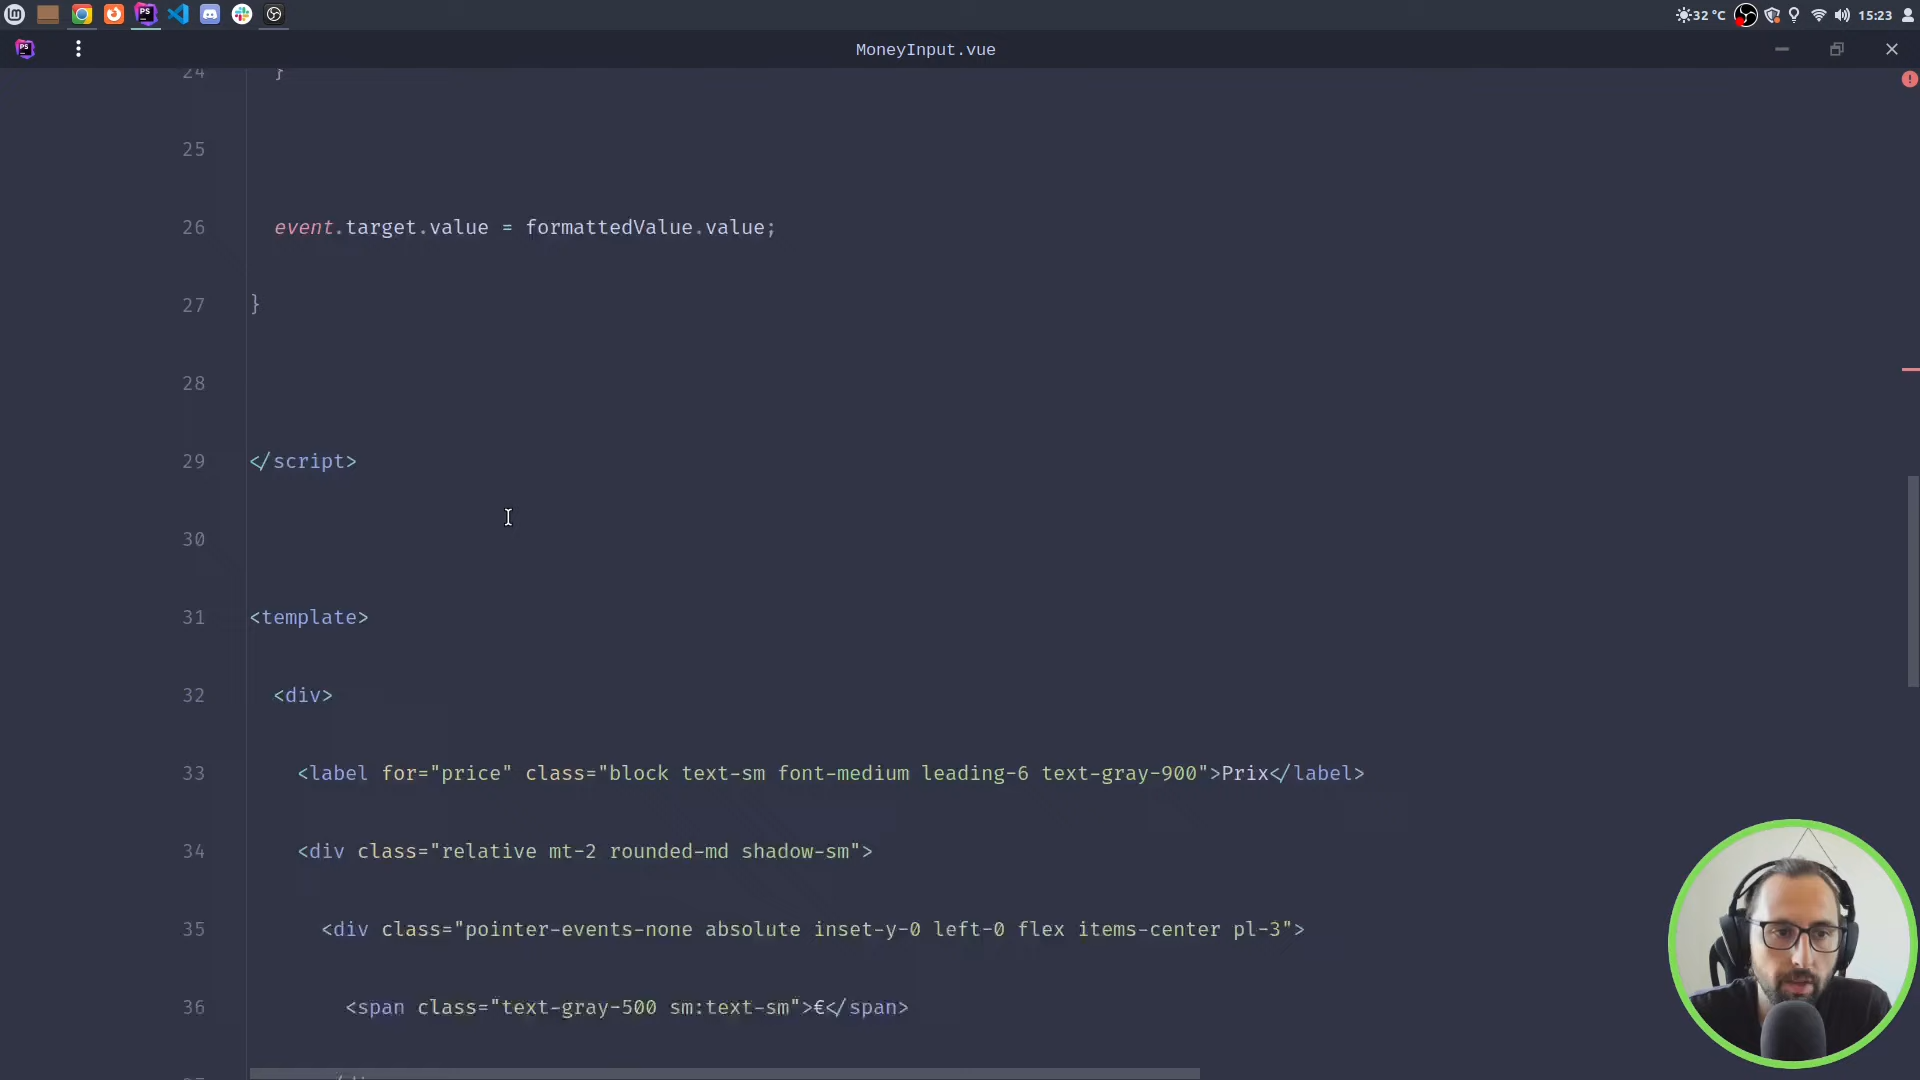 32 °C
15:23
MoneyInput.vue
24 }
25
26 event.target.value = formattedValue.value;
27 }
28
29 </script>
30
31 <template>
32 <div>
33 <label for="price" class="block text-sm font-medium leading-6 text-gray-900">Prix</label>
34 <div class="relative mt-2 rounded-md shadow-sm">
35 <div class="pointer-events-none absolute inset-y-0 left-0 flex items-center pl-3">
36 <span class="text-gray-500 sm:text-sm">€</span>